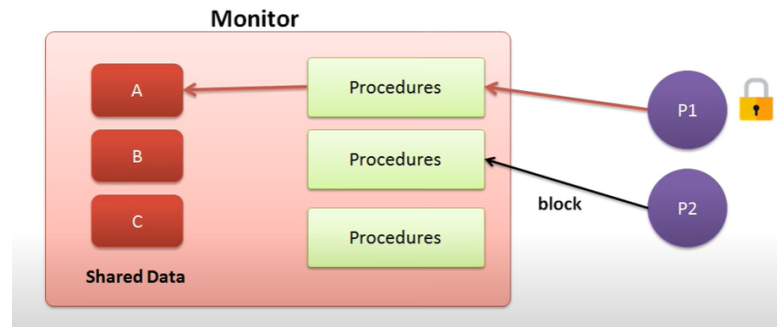 Monitor
A
Procedures
P1
B
Procedures
block
P2
C
Procedures
Shared Data